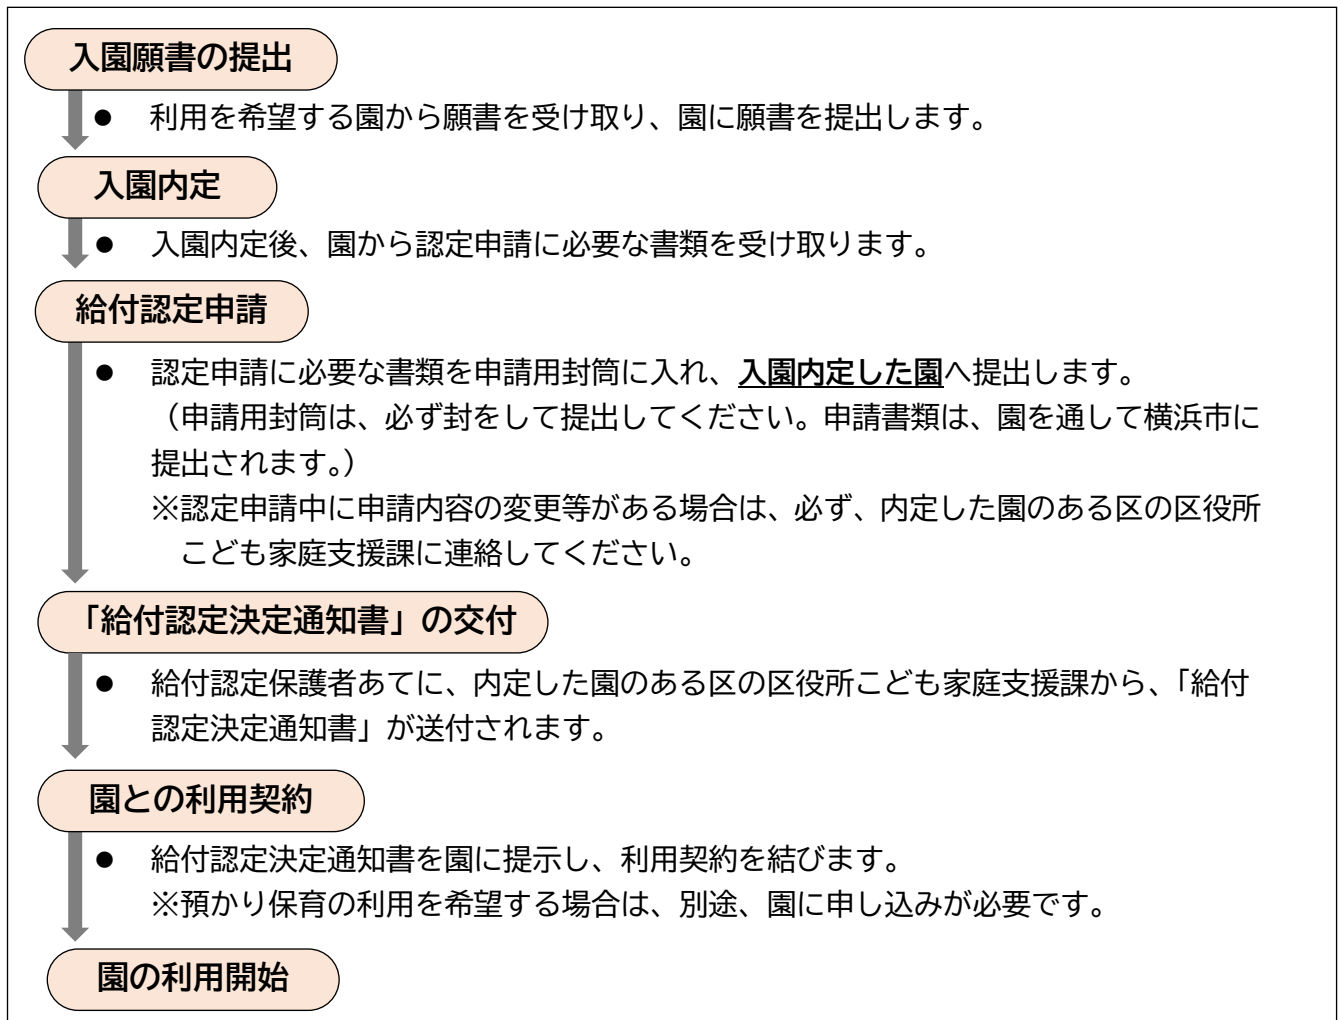 入園願書の提出
● 利用を希望する園から願書を受け取り、園に願書を提出します。
入園内定
● 入園内定後、園から認定申請に必要な書類を受け取ります。
給付認定申請
● 認定申請に必要な書類を申請用封筒に入れ、入園内定した園へ提出します。
（申請用封筒は、必ず封をして提出してください。申請書類は、園を通して横浜市に
提出されます。）
※認定申請中に申請内容の変更等がある場合は、必ず、内定した園のある区の区役所
こども家庭支援課に連絡してください。
「給付認定決定通知書」の交付
● 給付認定保護者あてに、内定した園のある区の区役所こども家庭支援課から、「給付
認定決定通知書」が送付されます。
園との利用契約
● 給付認定決定通知書を園に提示し、利用契約を結びます。
※預かり保育の利用を希望する場合は、別途、園に申し込みが必要です。
園の利用開始